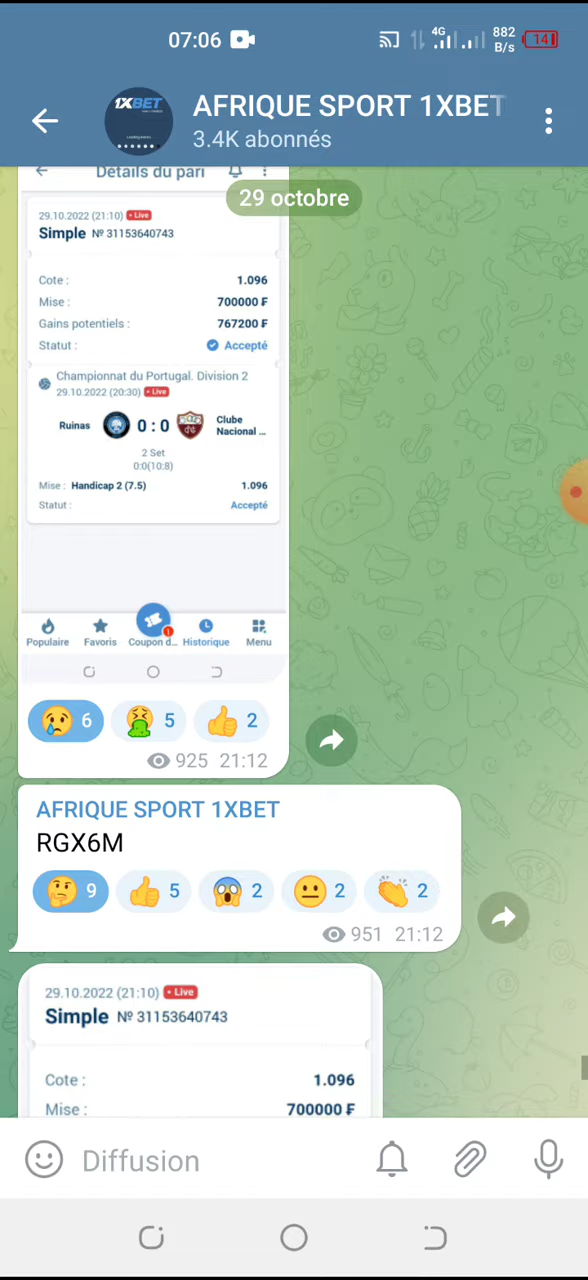 07:06
4G
882
B/s
14
1XBET
AFRIQUE SPORT 1XBET
3.4K abonnés
Détails du pari
29 octobre
29.10.2022 (21:10) • Live
Simple Nº 31153640743
Cote : 1.096
Mise : 700000 ₣
Gains potentiels : 767200 ₣
Statut : Accepté
Championnat du Portugal. Division 2
29.10.2022 (20:30) • Live
Ruinas 0 : 0 Clube
Nacional ...
2 Set
0:0(10:8)
Mise : Handicap 2 (7.5) 1.096
Statut : Accepté
Populaire Favoris Coupon d... Historique Menu
6 5 2
925 21:12
AFRIQUE SPORT 1XBET
RGX6M
9 5 2 2 2
951 21:12
29.10.2022 (21:10) • Live
Simple Nº 31153640743
Cote : 1.096
Mise : 700000 ₣
Diffusion